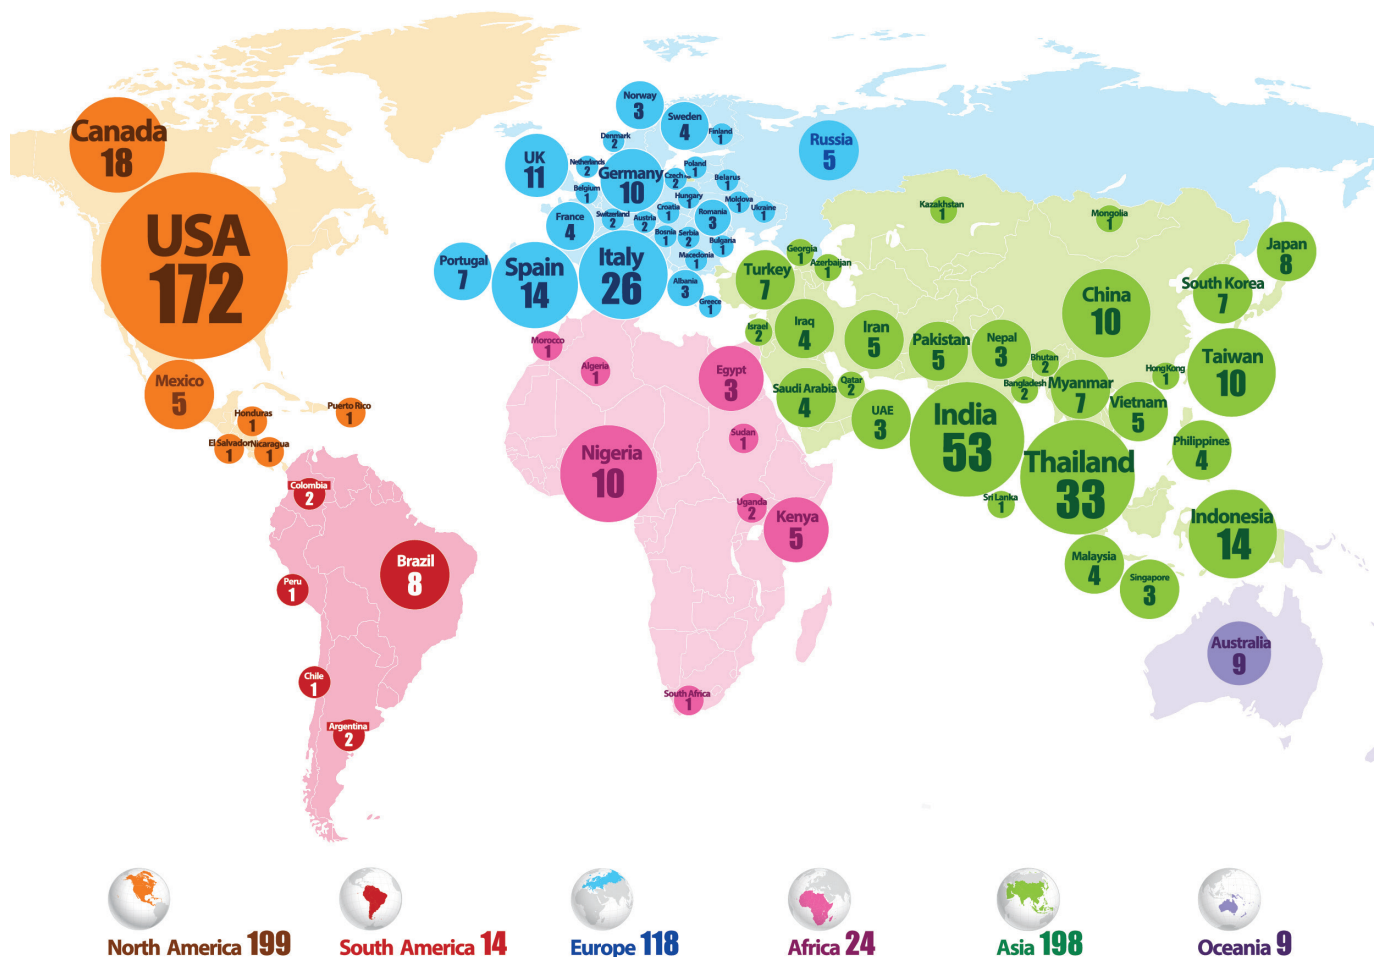 Canada
18
USA
172
Mexico
5
Honduras
1
Puerto Rico
1
El Salvador
1
Nicaragua
1
Colombia
2
Brazil
8
Peru
1
Chile
1
Argentina
2
Norway
3
Sweden
4
Finland
1
Denmark
2
UK
11
Netherlands
2
Germany
10
Poland
1
Czech
2
Belarus
1
Belgium
1
Hungary
1
Moldova
1
Ukraine
1
France
4
Switzerland
2
Austria
2
Croatia
1
Romania
3
Bosnia
1
Serbia
2
Bulgaria
1
Macedonia
1
Portugal
7
Spain
14
Italy
26
Albania
3
Greece
1
Russia
5
Morocco
1
Algeria
1
Egypt
3
Sudan
1
Nigeria
10
Uganda
2
Kenya
5
South Africa
1
Kazakhstan
1
Mongolia
1
Georgia
1
Azerbaijan
1
Turkey
7
Japan
8
South Korea
7
China
10
Israel
2
Iraq
4
Iran
5
Pakistan
5
Nepal
3
Bhutan
2
Bangladesh
2
Myanmar
7
Hong Kong
1
Taiwan
10
Saudi Arabia
4
Qatar
2
UAE
3
India
53
Vietnam
5
Philippines
4
Thailand
33
Sri Lanka
1
Indonesia
14
Malaysia
4
Singapore
3
Australia
9
North America 199
South America 14
Europe 118
Africa 24
Asia 198
Oceania 9